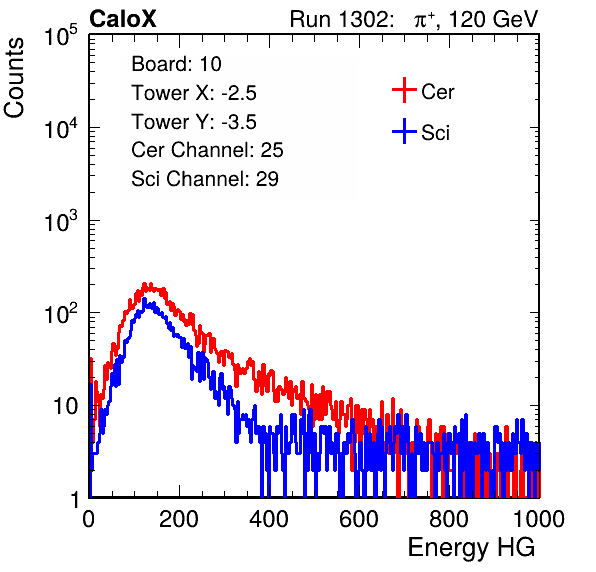 CaloX Run 1302: π⁺, 120 GeV
Counts
10⁵
10⁴
10³
10²
10
1
Board: 10
Tower X: -2.5
Tower Y: -3.5
Cer Channel: 25
Sci Channel: 29
Cer
Sci
0 200 400 600 800 1000
Energy HG